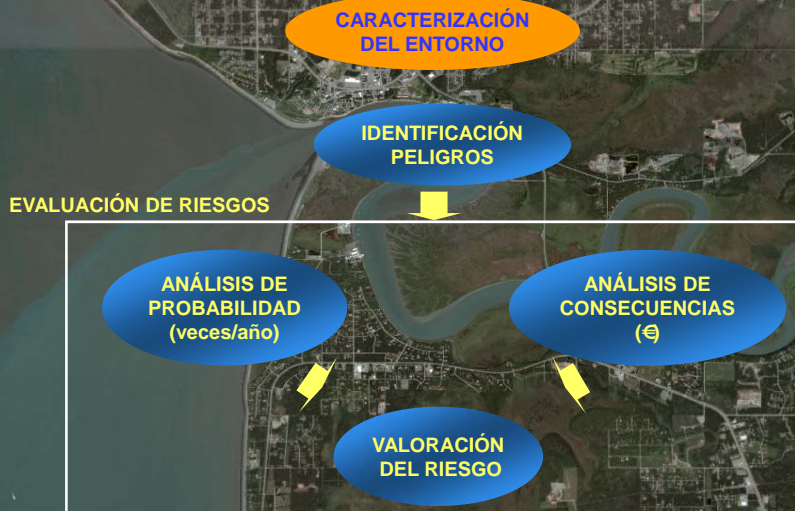 CARACTERIZACIÓN
DEL ENTORNO
IDENTIFICACIÓN
PELIGROS
EVALUACIÓN DE RIESGOS
ANÁLISIS DE
PROBABILIDAD
(veces/año)
ANÁLISIS DE
CONSECUENCIAS
(€)
VALORACIÓN
DEL RIESGO